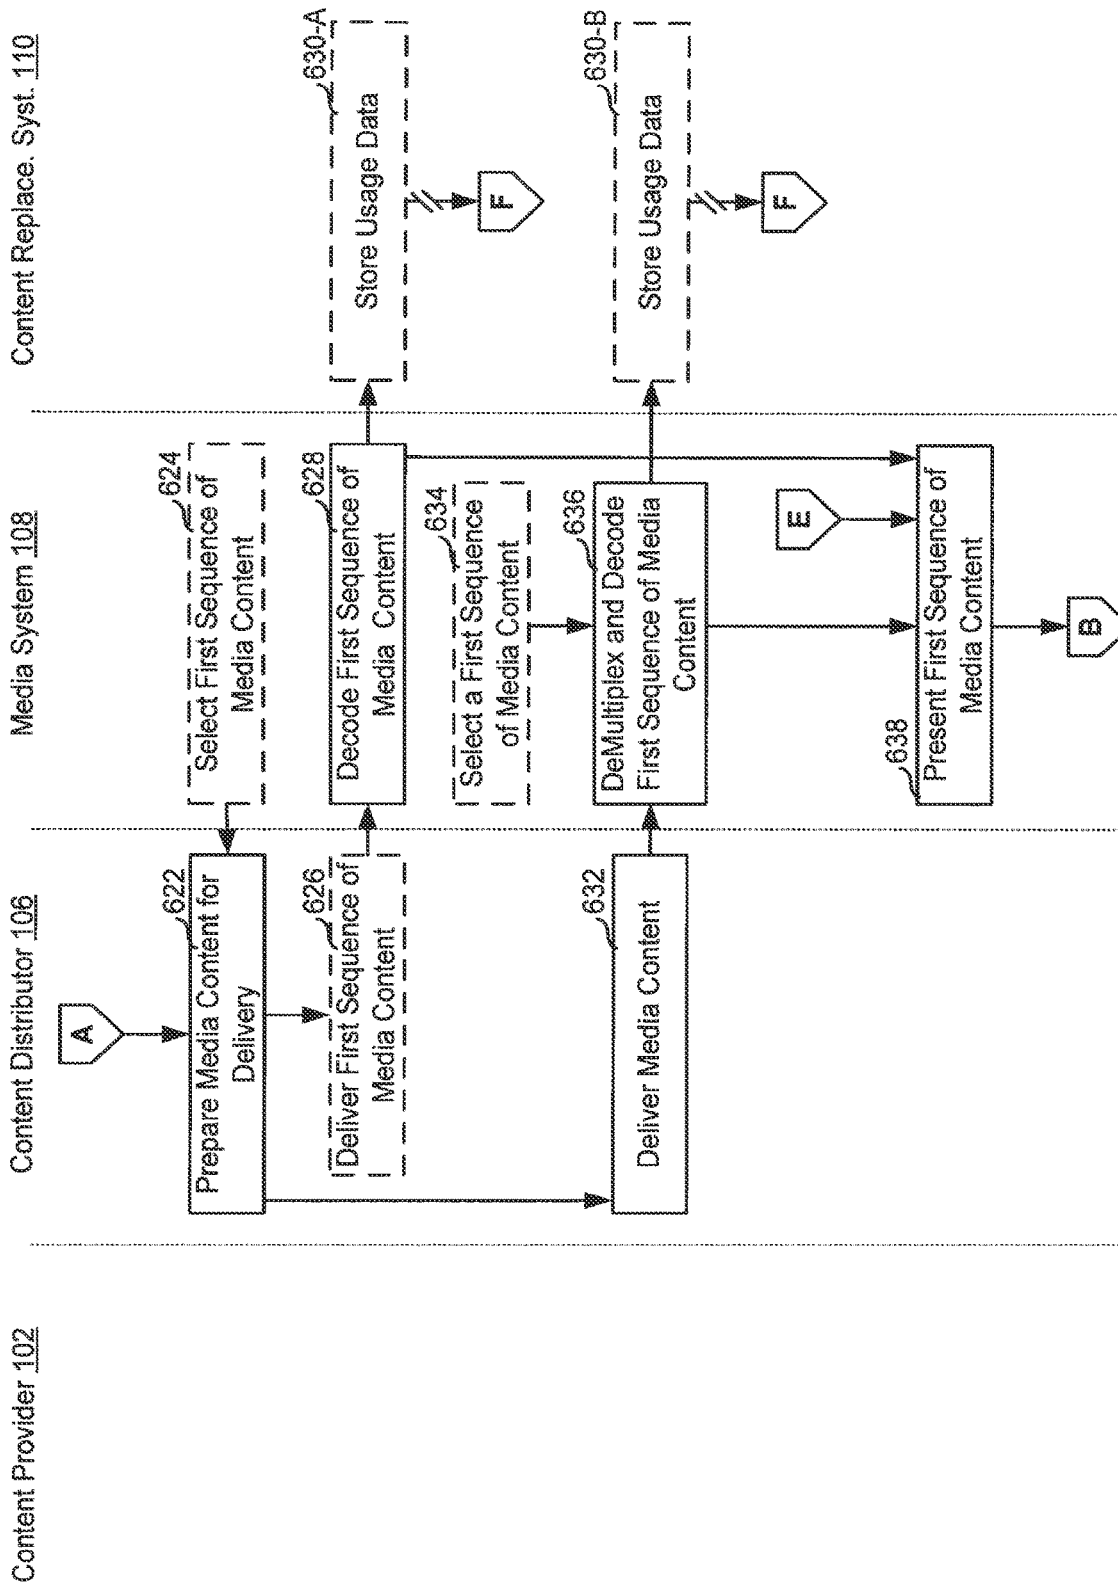 Content Provider 102
Content Distributor 106
Media System 108
Content Replace. Syst. 110
A
622
Prepare Media Content for
Delivery
624
Select First Sequence of
Media Content
626
Deliver First Sequence of
Media Content
628
Decode First Sequence of
Media Content
630-A
Store Usage Data
F
634
Select a First Sequence
of Media Content
632
Deliver Media Content
636
DeMultiplex and Decode
First Sequence of Media
Content
630-B
Store Usage Data
F
E
638
Present First Sequence of
Media Content
B